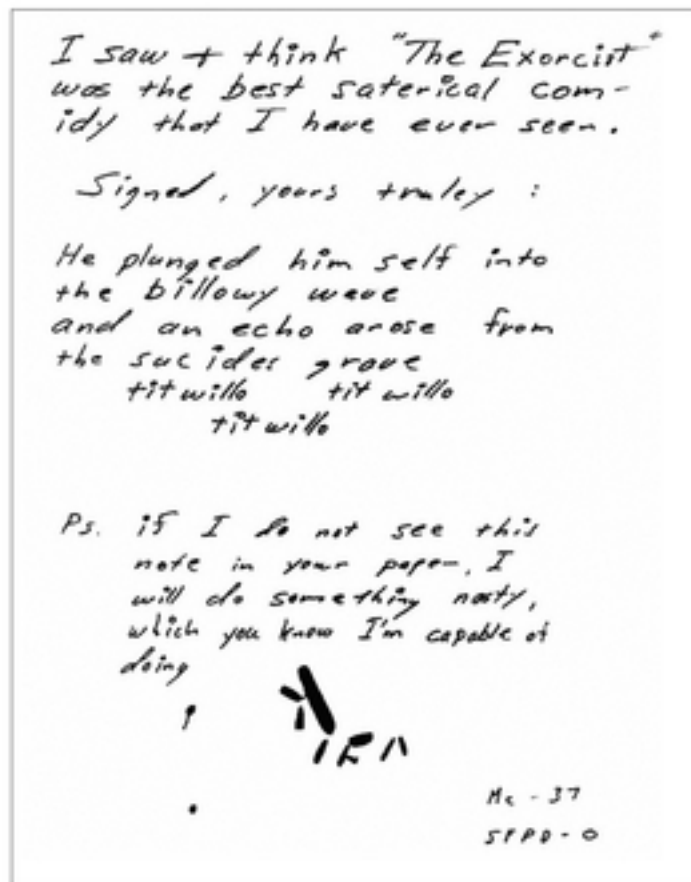 I saw + think "The Exorcist"
was the best saterical com-
idy that I have ever seen.
Signed, yours truley :
He plunged him self into
the billowy wave
and an echo arose from
the sucides grave
tit willo tit willo
tit willo
Ps. if I do not see this
note in your paper, I
will do something nasty,
which you know I'm capable of
doing
Me - 37
SFPD - 0